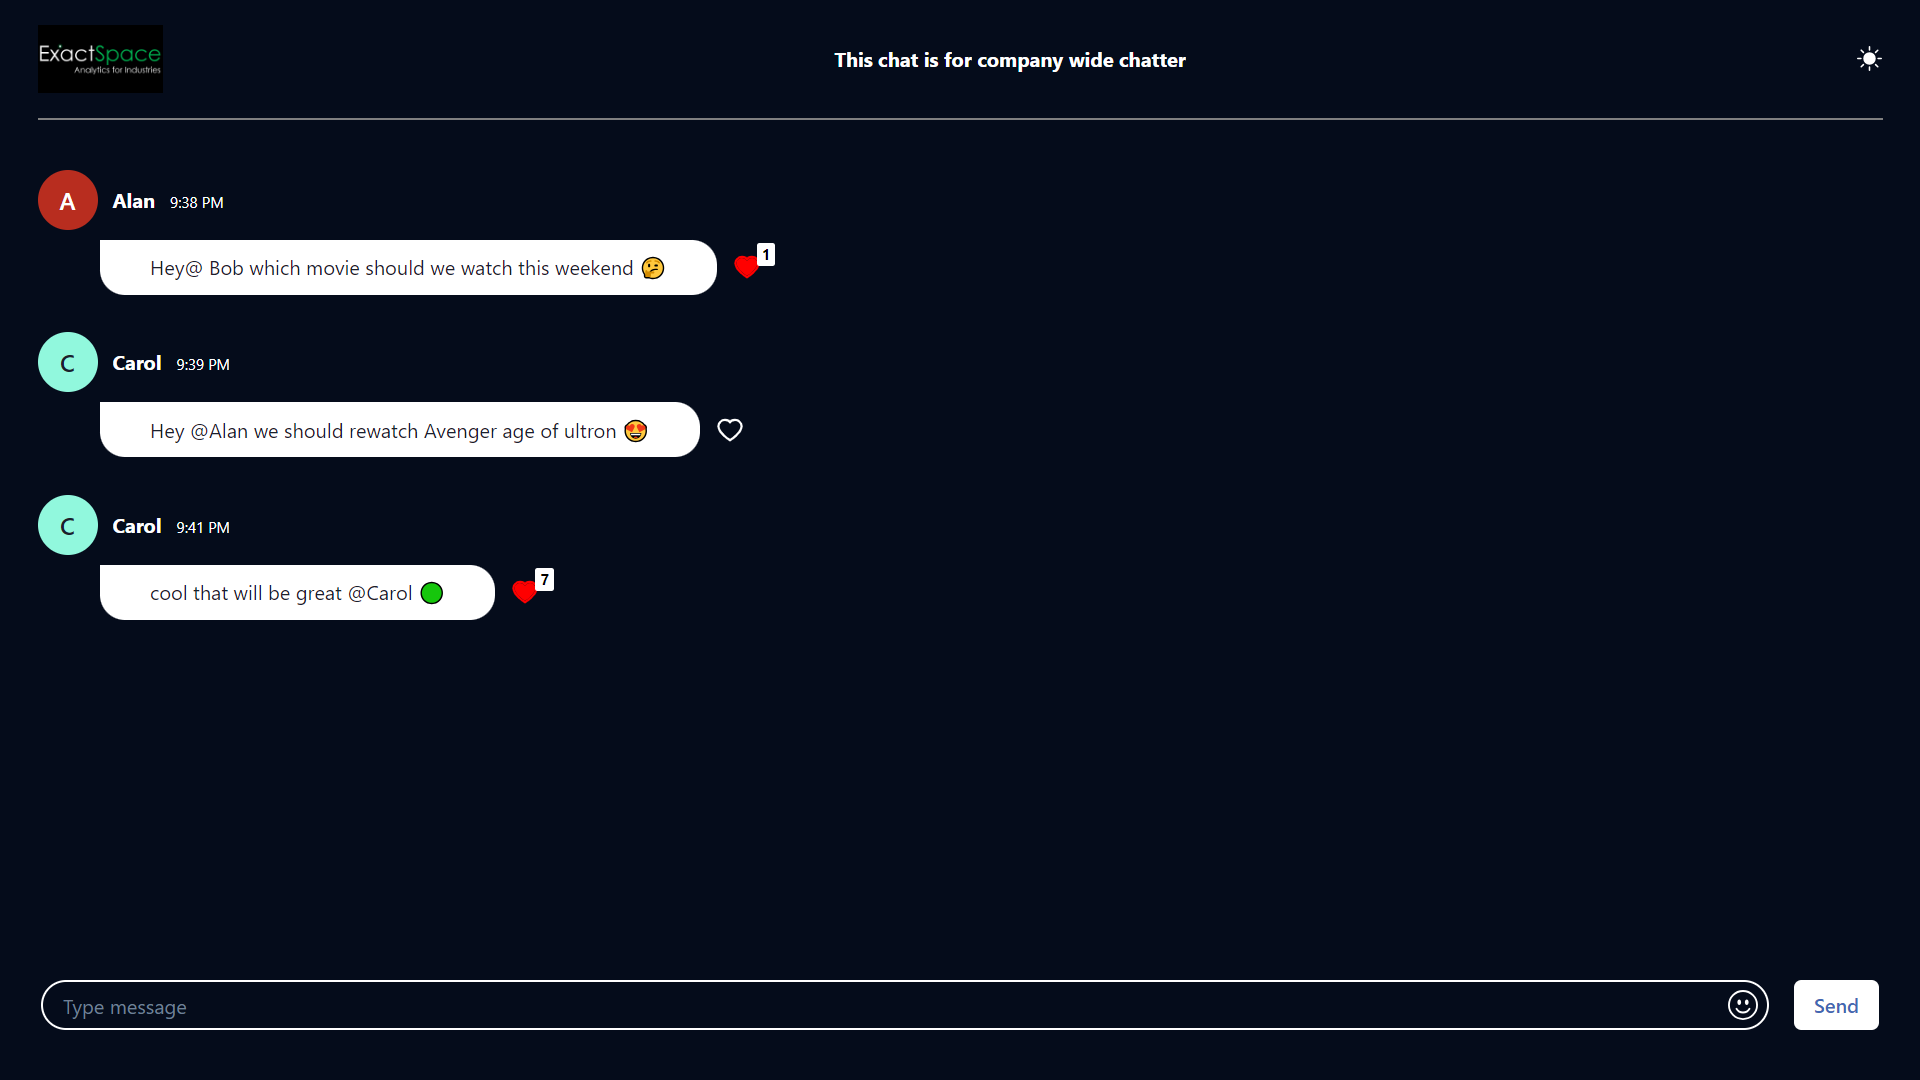 ExactSpace
Analytics for Industries
This chat is for company wide chatter
A
Alan 9:38 PM
Hey@ Bob which movie should we watch this weekend 🤔
1
C
Carol 9:39 PM
Hey @Alan we should rewatch Avenger age of ultron 😍
C
Carol 9:41 PM
cool that will be great @Carol 🟢
7
Type message
Send